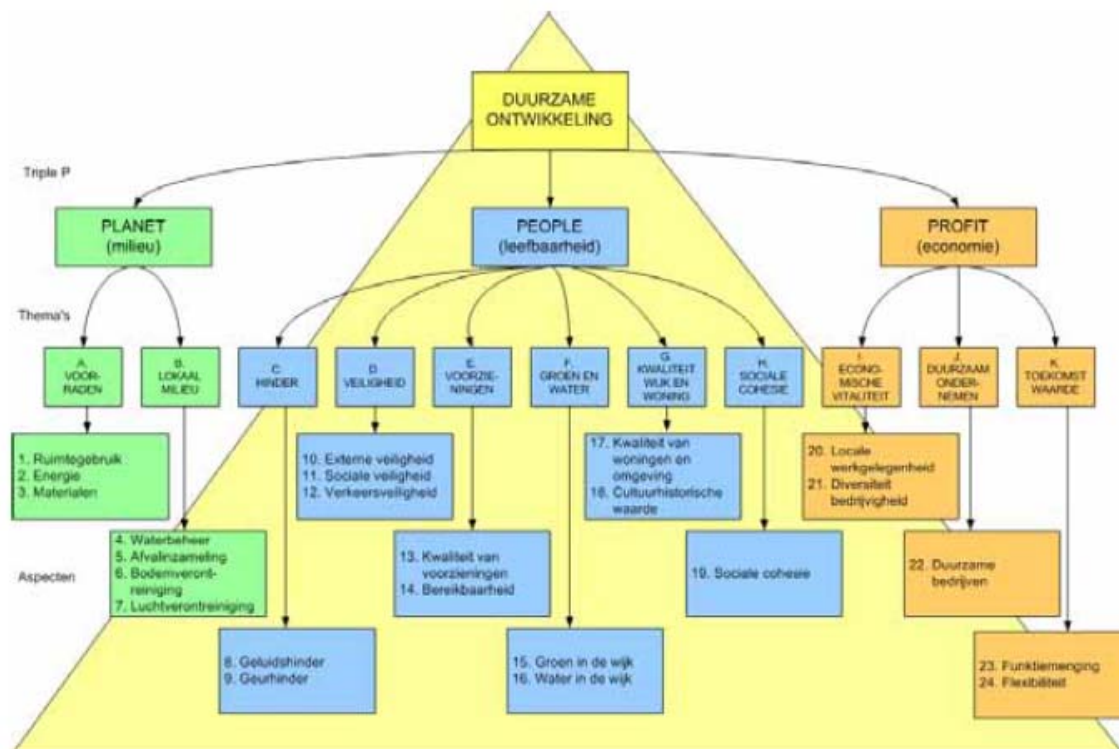 DUURZAME
ONTWIKKELING
Triple P
PLANET
(milieu)
PEOPLE
(leefbaarheid)
PROFIT
(economie)
Thema's
A.
VOOR-
RADEN
B.
LOKAAL
MILIEU
C.
HINDER
D.
VEILIGHEID
E.
VOORZIE-
NINGEN
F.
GROEN EN
WATER
G.
KWALITEIT
WIJK EN
WONING
H.
SOCIALE
COHESIE
I.
ECONO-
MISCHE
VITALITEIT
J.
DUURZAAM
ONDER-
NEMEN
K.
TOEKOMST
WAARDE
1. Ruimtegebruik
2. Energie
3. Materialen
10. Externe veiligheid
11. Sociale veiligheid
12. Verkeersveiligheid
17. Kwaliteit van
woningen en
omgeving
18. Cultuurhistorische
waarde
20. Locale
werkgelegenheid
21. Diversiteit
bedrijvigheid
Aspecten
4. Waterbeheer
5. Afvalinzameling
6. Bodemveront-
reiniging
7. Luchtverontreiniging
13. Kwaliteit van
voorzieningen
14. Bereikbaarheid
19. Sociale cohesie
22. Duurzame
bedrijven
8. Geluidshinder
9. Geurhinder
15. Groen in de wijk
16. Water in de wijk
23. Funktiemenging
24. Flexibiliteit